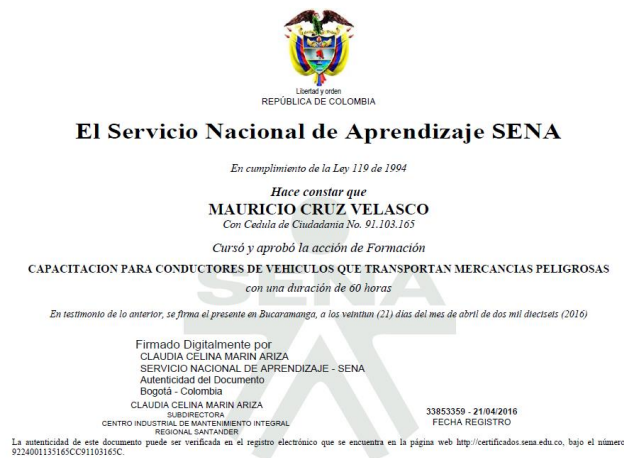 Libertad y orden
REPÚBLICA DE COLOMBIA
El Servicio Nacional de Aprendizaje SENA
En cumplimiento de la Ley 119 de 1994
Hace constar que
MAURICIO CRUZ VELASCO
Con Cedula de Ciudadania No. 91.103.165
Cursó y aprobó la acción de Formación
CAPACITACION PARA CONDUCTORES DE VEHICULOS QUE TRANSPORTAN MERCANCIAS PELIGROSAS
con una duración de 60 horas
SENA
En testimonio de lo anterior, se firma el presente en Bucaramanga, a los veintiun (21) días del mes de abril de dos mil dieciseis (2016)
Firmado Digitalmente por
CLAUDIA CELINA MARIN ARIZA
SERVICIO NACIONAL DE APRENDIZAJE - SENA
Autenticidad del Documento
Bogotá - Colombia
CLAUDIA CELINA MARIN ARIZA
SUBDIRECTORA
CENTRO INDUSTRIAL DE MANTENIMIENTO INTEGRAL
REGIONAL SANTANDER
33853359 - 21/04/2016
FECHA REGISTRO
La autenticidad de este documento puede ser verificada en el registro electrónico que se encuentra en la página web http://certificados.sena.edu.co, bajo el número
9224001135165CC91103165C.